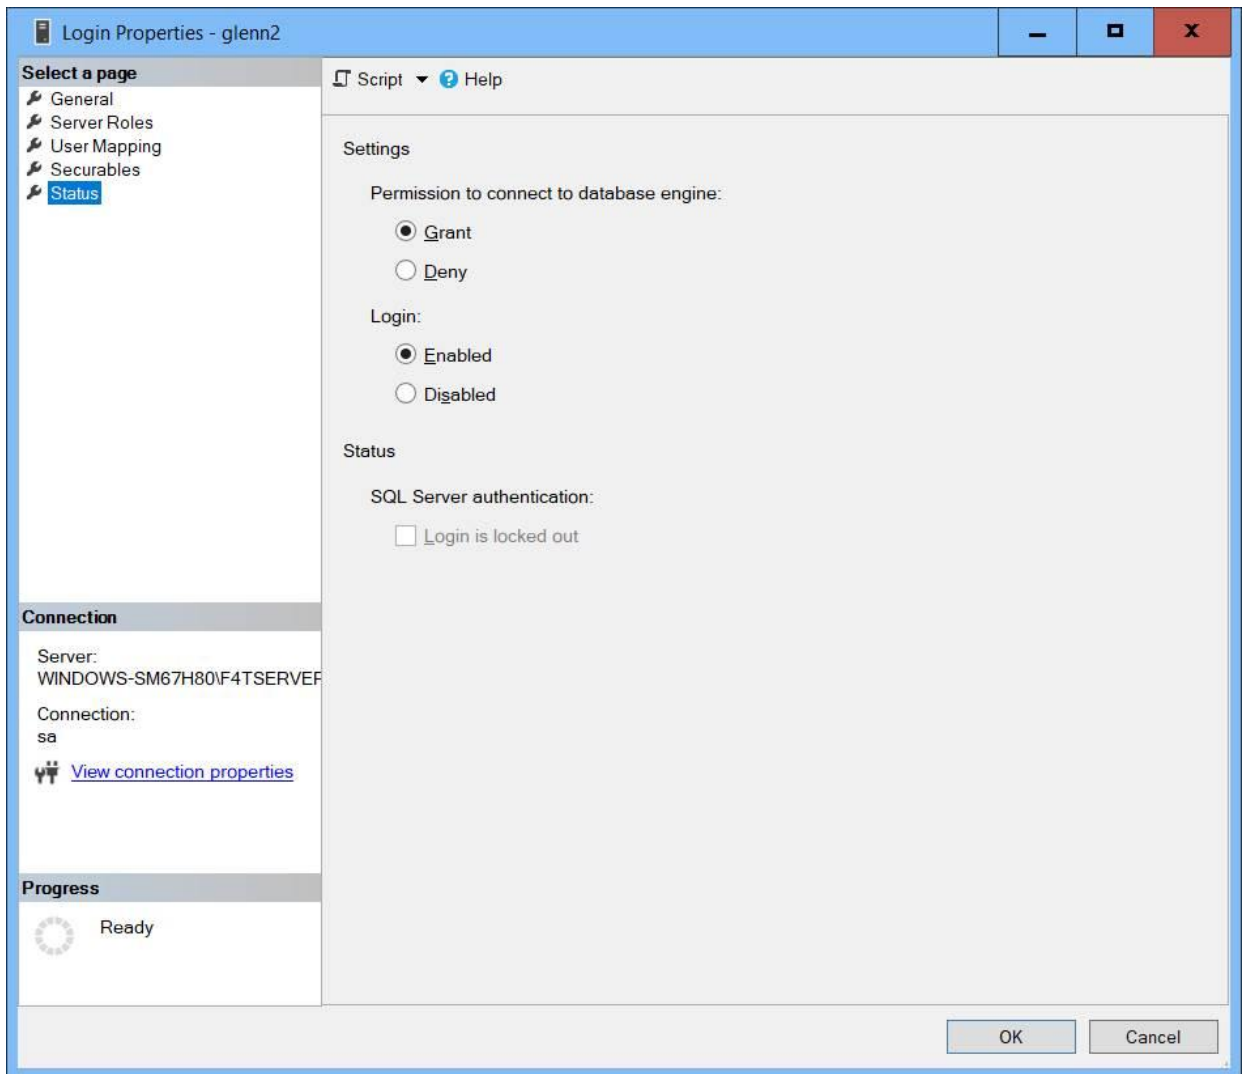 Login Properties - glenn2
Select a page
General
Server Roles
User Mapping
Securables
Status
Script
Help
Settings
Permission to connect to database engine:
Grant
Deny
Login:
Enabled
Disabled
Status
SQL Server authentication:
Login is locked out
Connection
Server:
WINDOWS-SM67H80\F4TSERVER
Connection:
sa
View connection properties
Progress
Ready
OK
Cancel